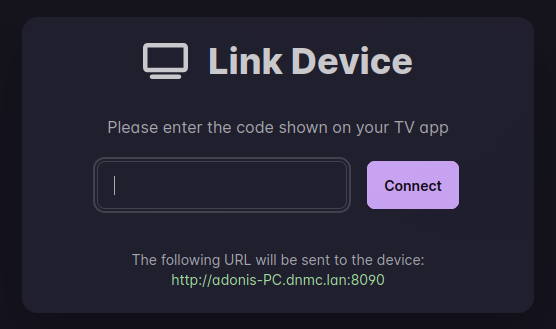 Link Device
Please enter the code shown on your TV app
Connect
The following URL will be sent to the device:
http://adonis-PC.dnmc.lan:8090